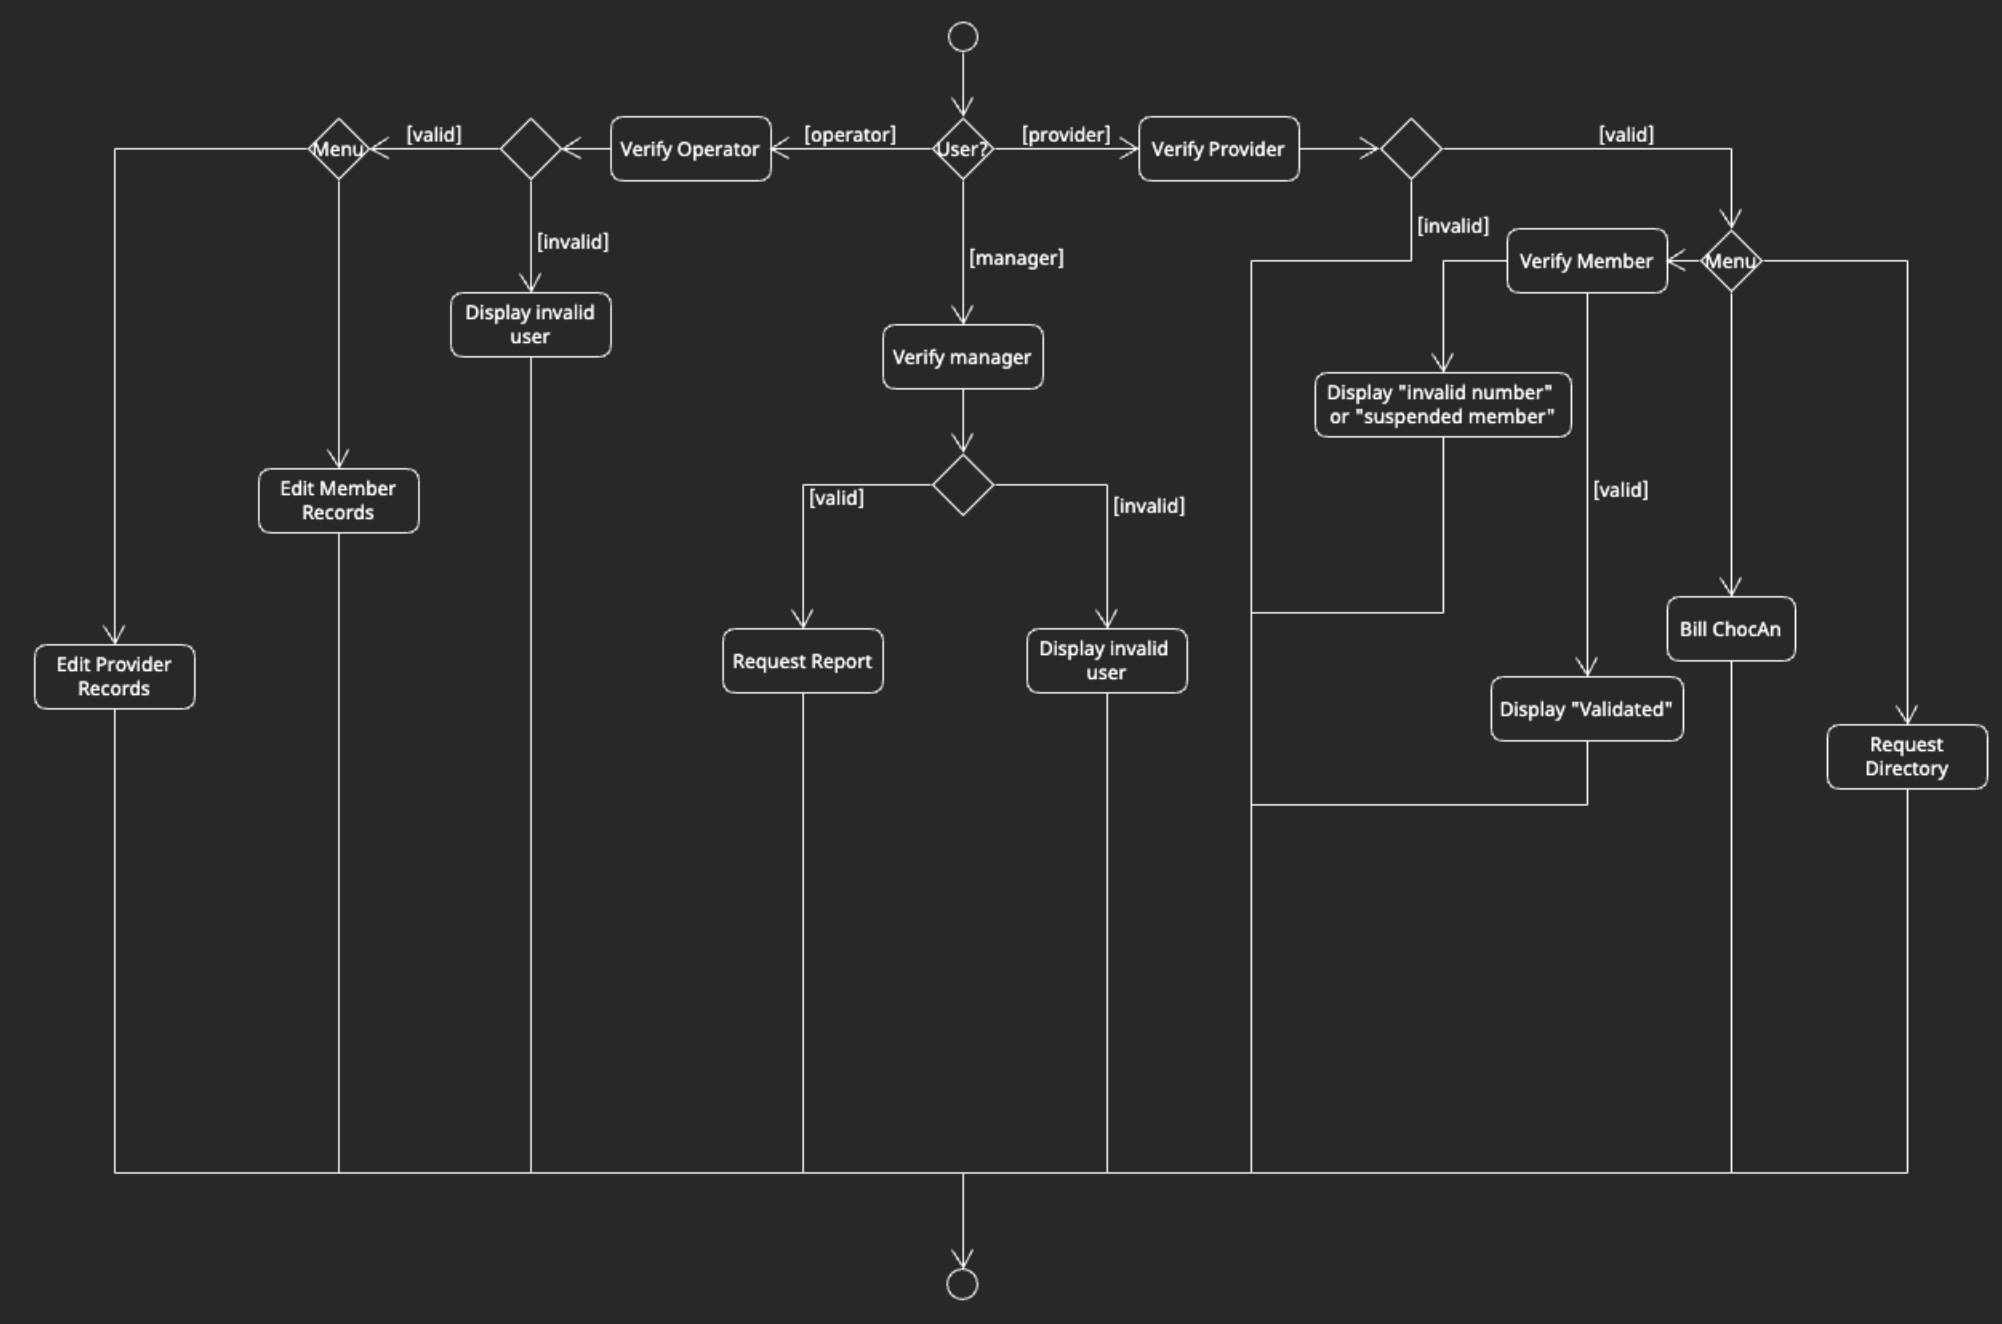 [valid]
[operator]
[provider]
[valid]
Menu
Verify Operator
User?
Verify Provider
[invalid]
[invalid]
[manager]
Verify Member
Menu
Display invalid
user
Verify manager
Display "invalid number"
or "suspended member"
Edit Member
Records
[valid]
[invalid]
[valid]
Edit Provider
Records
Request Report
Display invalid
user
Bill ChocAn
Display "Validated"
Request
Directory